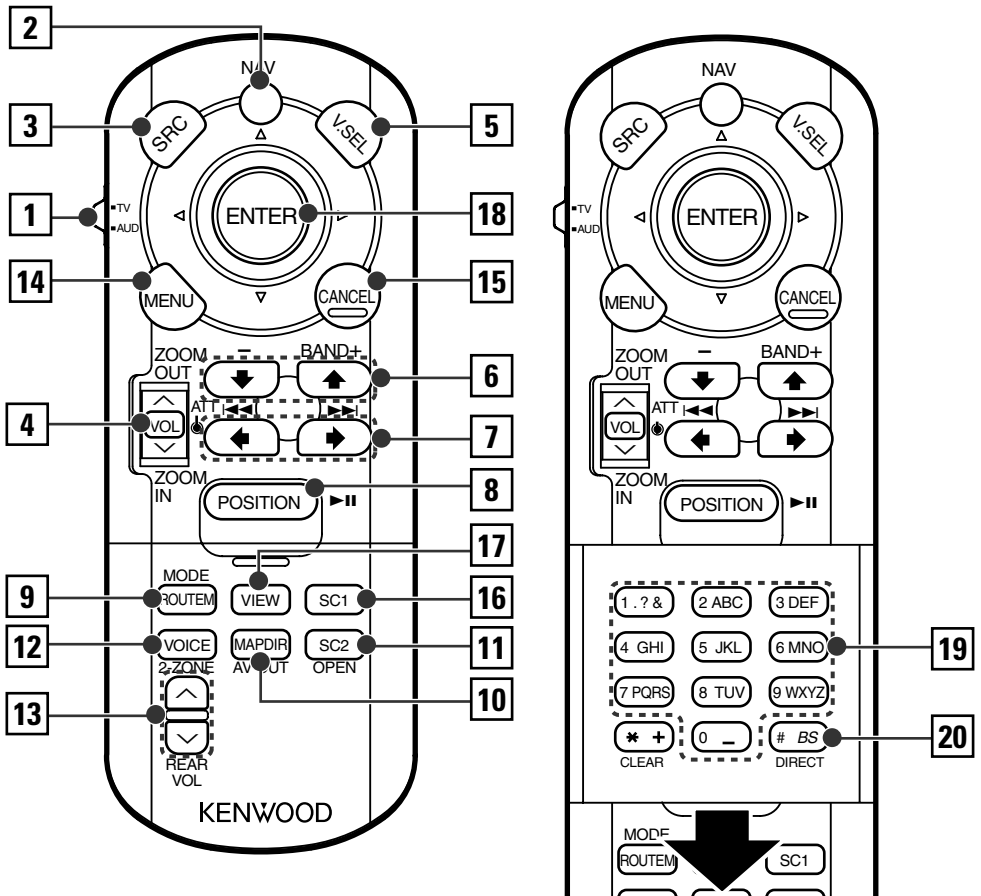 2
NAV
3
SRC
V.SEL
5
1
TV
AUD
ENTER
18
14
MENU
CANCEL
15
ZOOM
OUT
−
BAND+
6
4
VOL
ATT
7
ZOOM
IN
POSITION
8
17
MODE
9
ROUTEM
VIEW
SC1
16
12
VOICE
MAPDIR
SC2
11
2-ZONE
AV OUT
OPEN
10
13
REAR
VOL
KENWOOD
NAV
SRC
V.SEL
TV
AUD
ENTER
MENU
CANCEL
ZOOM
OUT
−
BAND+
ATT
VOL
ZOOM
IN
POSITION
1 . ? &
2 ABC
3 DEF
4 GHI
5 JKL
6 MNO
19
7 PQRS
8 TUV
9 WXYZ
✱ +
0 _
# BS
20
CLEAR
DIRECT
MODE
ROUTEM
SC1